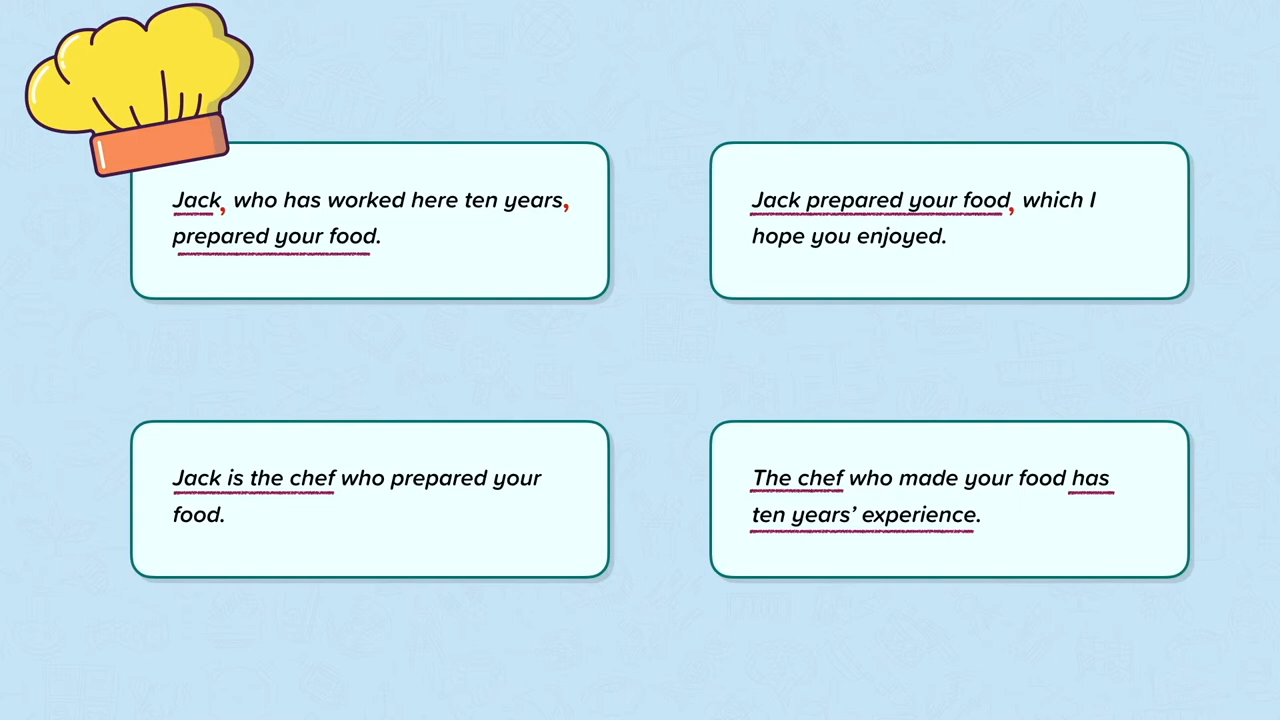 Jack, who has worked here ten years,
prepared your food.
Jack prepared your food, which I
hope you enjoyed.
Jack is the chef who prepared your
food.
The chef who made your food has
ten years’ experience.